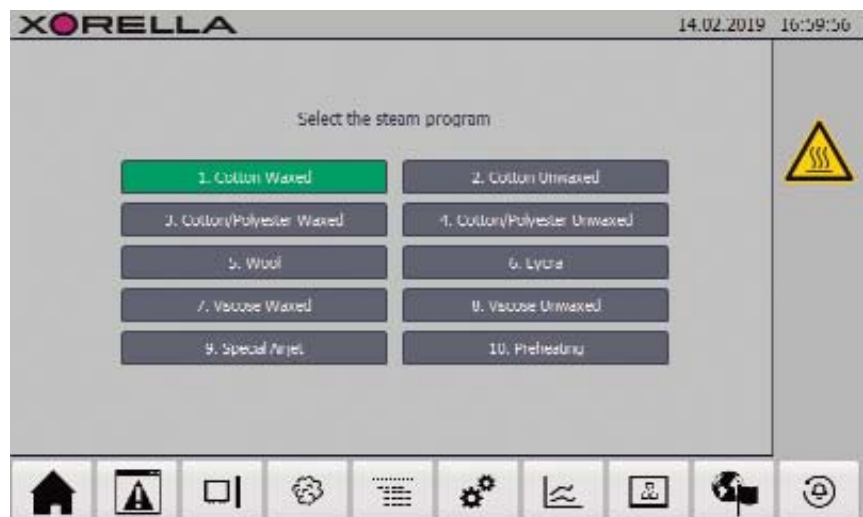 XORELLA 14.02.2019 16:59:56
Select the steam program
1. Cotton Waxed 2. Cotton Unwaxed
3. Cotton/Polyester Waxed 4. Cotton/Polyester Unwaxed
5. Wool 6. Lycra
7. Viscose Waxed 8. Viscose Unwaxed
9. Special Airjet 10. Preheating